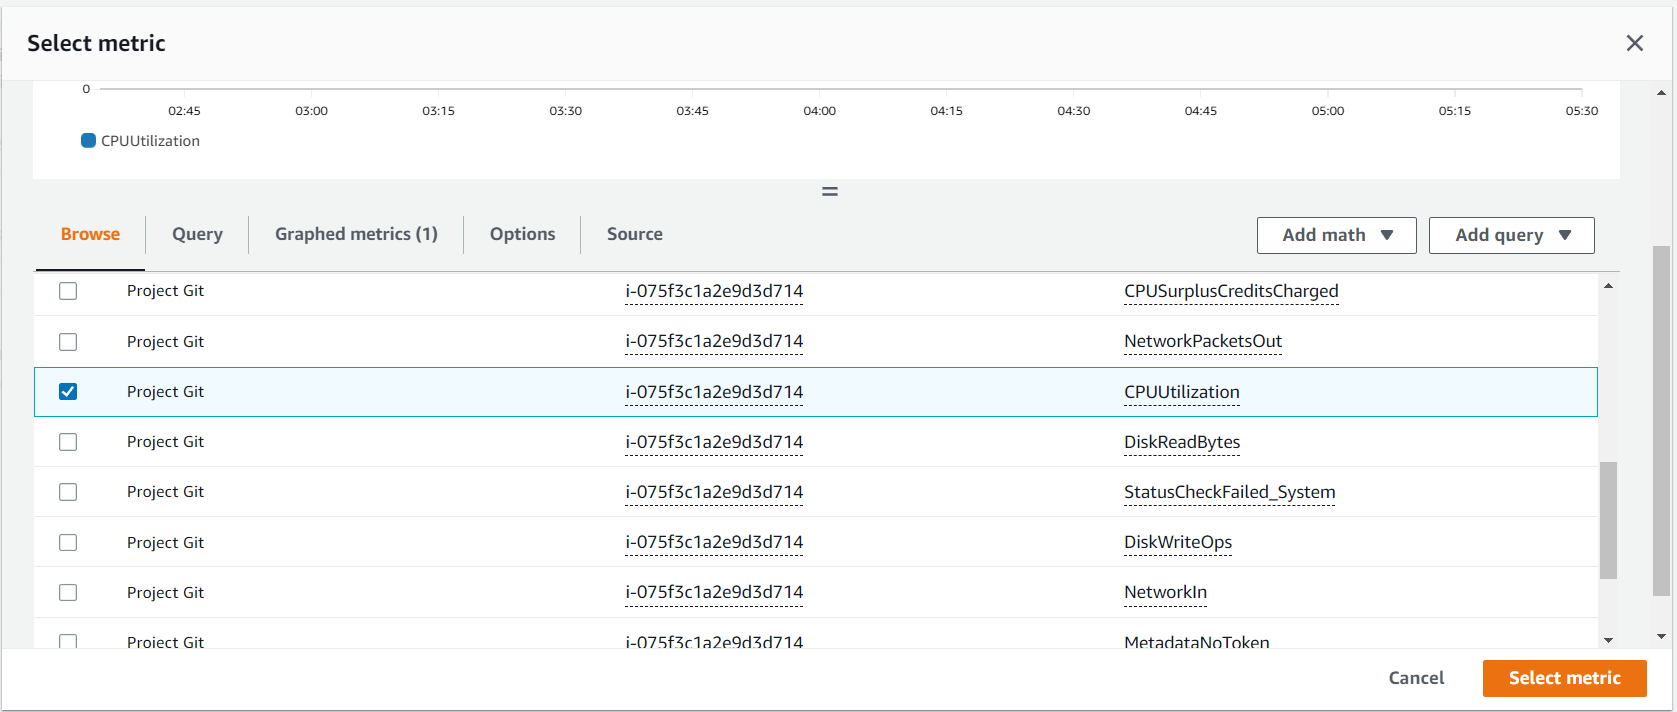 Select metric
0
02:45 03:00 03:15 03:30 03:45 04:00 04:15 04:30 04:45 05:00 05:15 05:30
CPUUtilization
Browse Query Graphed metrics (1) Options Source Add math Add query
Project Git i-075f3c1a2e9d3d714 CPUSurplusCreditsCharged
Project Git i-075f3c1a2e9d3d714 NetworkPacketsOut
Project Git i-075f3c1a2e9d3d714 CPUUtilization
Project Git i-075f3c1a2e9d3d714 DiskReadBytes
Project Git i-075f3c1a2e9d3d714 StatusCheckFailed_System
Project Git i-075f3c1a2e9d3d714 DiskWriteOps
Project Git i-075f3c1a2e9d3d714 NetworkIn
Project Git i-075f3c1a2e9d3d714 MetadataNoToken
Cancel Select metric